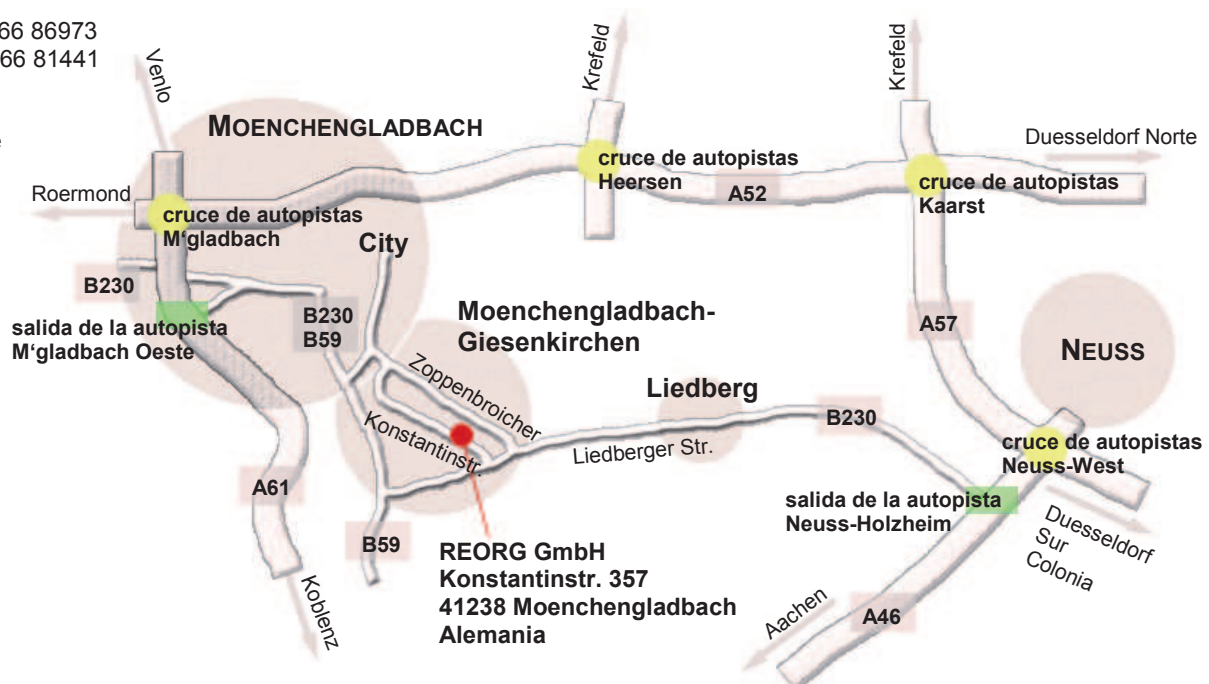 66 86973
66 81441
e
Venlo
Krefeld
Krefeld
MOENCHENGLADBACH
Duesseldorf Norte
cruce de autopistas
Heersen
A52
cruce de autopistas
Kaarst
Roermond
cruce de autopistas
M‘gladbach
City
B230
B230
B59
salida de la autopista
M‘gladbach Oeste
Moenchengladbach-
Giesenkirchen
A57
NEUSS
Zoppenbroicher
Konstantinstr.
Liedberg
Liedberger Str.
B230
cruce de autopistas
Neuss-West
A61
salida de la autopista
Neuss-Holzheim
B59
Duesseldorf
Sur
Colonia
REORG GmbH
Konstantinstr. 357
41238 Moenchengladbach
Alemania
Koblenz
Aachen
A46